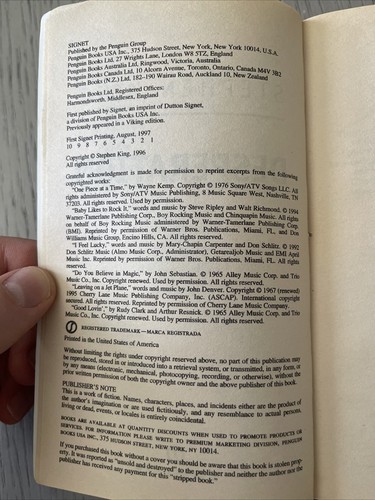 SIGNET
Published by the Penguin Group
Penguin Books USA Inc., 375 Hudson Street, New York, New York 10014, U.S.A.
Penguin Books Ltd, 27 Wrights Lane, London W8 5TZ, England
Penguin Books Australia Ltd, Ringwood, Victoria, Australia
Penguin Books Canada Ltd, 10 Alcorn Avenue, Toronto, Ontario, Canada M4V 3B2
Penguin Books (N.Z.) Ltd, 182-190 Wairau Road, Auckland 10, New Zealand
Penguin Books Ltd, Registered Offices:
Harmondsworth, Middlesex, England
First published by Signet, an imprint of Dutton Signet,
a division of Penguin Books USA Inc.
Previously appeared in a Viking edition.
First Signet Printing, August, 1997
10 9 8 7 6 5 4 3 2 1
Copyright © Stephen King, 1996
All rights reserved
Grateful acknowledgment is made for permission to reprint excerpts from the following
copyrighted works:
"One Piece at a Time," by Wayne Kemp. Copyright © 1976 Sony/ATV Songs LLC. All
rights administered by Sony/ATV Music Publishing, 8 Music Square West, Nashville, TN
37203. All rights reserved. Used by permission.
"Baby Likes to Rock It," words and music by Steve Ripley and Walt Richmond. © 1994
Warner-Tamerlane Publishing Corp., Boy Rocking Music and Chinquapin Music. All rights
on behalf of Boy Rocking Music administered by Warner-Tamerlane Publishing Corp.
(BMI). Reprinted by permission of Warner Bros. Publications, Miami, FL, and Don
Williams Music Group, Encino Hills, CA. All rights reserved.
"I Feel Lucky," words and music by Mary-Chapin Carpenter and Don Schlitz. © 1992
Don Schlitz Music (Almo Music Corp., Administrator), Getarealjob Music and EMI April
Music Inc. Reprinted by permission of Warner Bros. Publications, Miami, FL. All rights
reserved.
"Do You Believe in Magic," by John Sebastian. © 1965 Alley Music Corp. and Trio
Music Co., Inc. Copyright renewed. Used by permission. All rights reserved.
"Leaving on a Jet Plane," words and music by John Denver. Copyright © 1967 (renewed)
1995 Cherry Lane Music Publishing Company, Inc. (ASCAP). International copyright
secured. All rights reserved. Reprinted by permission of Cherry Lane Music Company.
"Good Lovin'," by Rudy Clark and Arthur Resnick. © 1965 Alley Music Corp. and Trio
Music Co., Inc. Copyright renewed. Used by permission. All rights reserved.
REGISTERED TRADEMARK—MARCA REGISTRADA
Printed in the United States of America
Without limiting the rights under copyright reserved above, no part of this publication may
be reproduced, stored in or introduced into a retrieval system, or transmitted, in any form, or
by any means (electronic, mechanical, photocopying, recording, or otherwise), without the
prior written permission of both the copyright owner and the above publisher of this book.
PUBLISHER'S NOTE
This is a work of fiction. Names, characters, places, and incidents either are the product of
the author's imagination or are used fictitiously, and any resemblance to actual persons,
living or dead, events, or locales is entirely coincidental.
BOOKS ARE AVAILABLE AT QUANTITY DISCOUNTS WHEN USED TO PROMOTE PRODUCTS OR
SERVICES. FOR INFORMATION PLEASE WRITE TO PREMIUM MARKETING DIVISION, PENGUIN
BOOKS USA INC., 375 HUDSON STREET, NEW YORK, NY 10014.
If you purchased this book without a cover you should be aware that this book is stolen prop-
erty. It was reported as "unsold and destroyed" to the publisher and neither the author nor the
publisher has received any payment for this "stripped book."